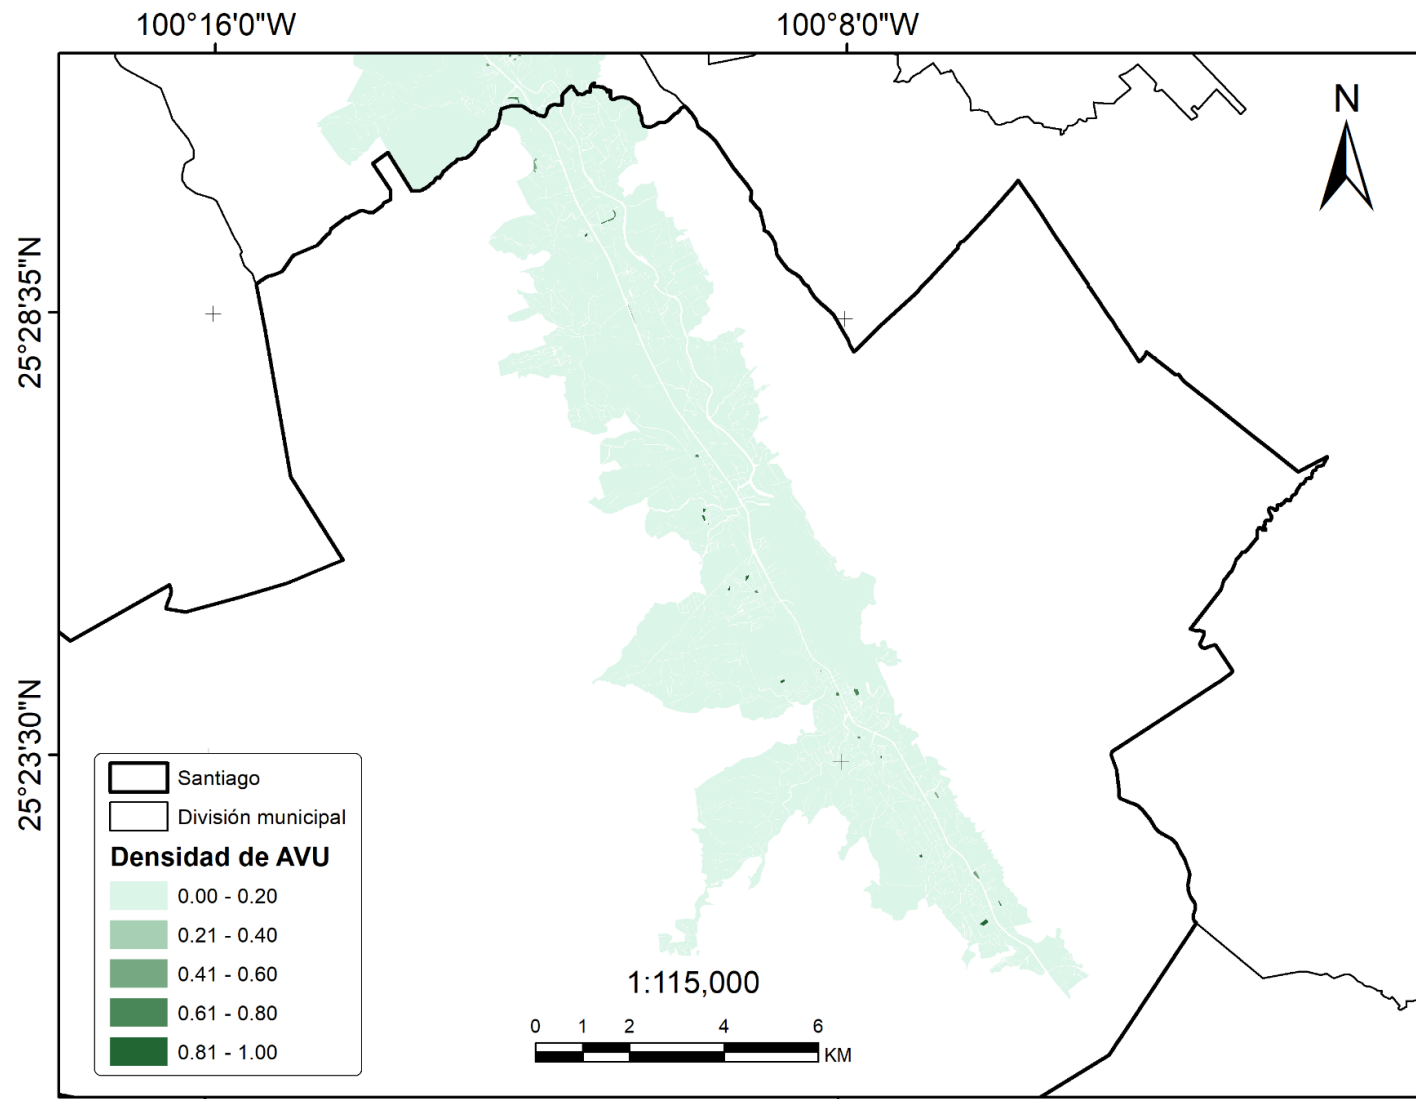 100°16'0"W
100°8'0"W
N
25°28'35"N
25°23'30"N
Santiago
División municipal
Densidad de AVU
0.00 - 0.20
0.21 - 0.40
0.41 - 0.60
0.61 - 0.80
0.81 - 1.00
1:115,000
0 1 2 4 6
KM